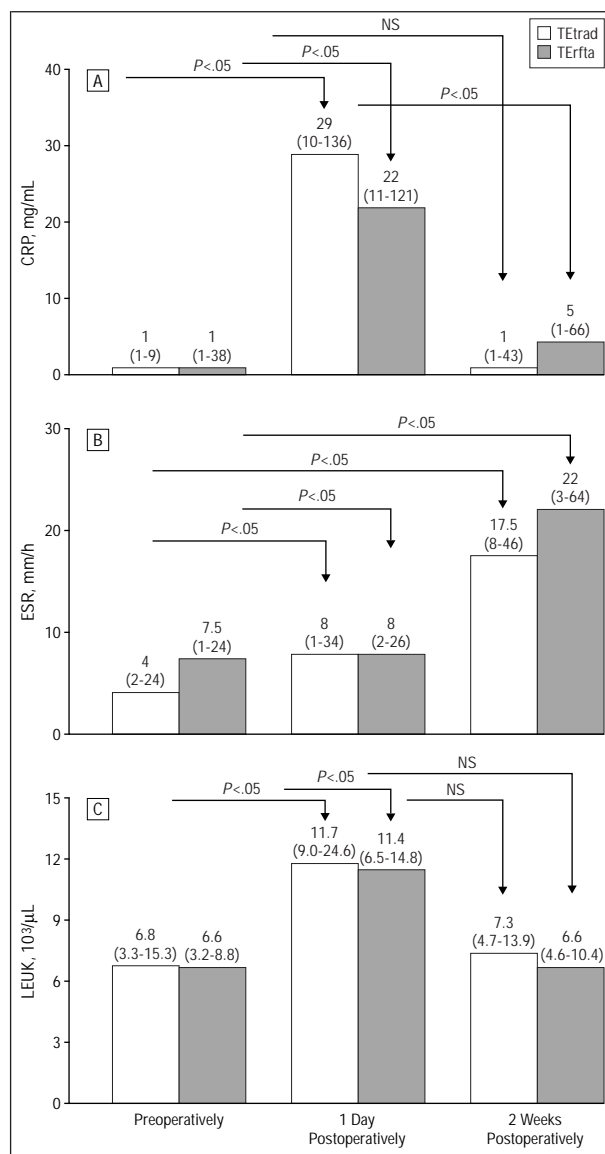 TEtrad
TErfta
A
CRP, mg/mL
40
30
20
10
0
P<.05
P<.05
NS
P<.05
1
(1-9)
1
(1-38)
29
(10-136)
22
(11-121)
1
(1-43)
5
(1-66)
B
ESR, mm/h
30
20
10
0
P<.05
P<.05
P<.05
P<.05
4
(2-24)
7.5
(1-24)
8
(1-34)
8
(2-26)
17.5
(8-46)
22
(3-64)
C
LEUK, 10³/µL
15
12
9
6
3
0
P<.05
P<.05
NS
NS
6.8
(3.3-15.3)
6.6
(3.2-8.8)
11.7
(9.0-24.6)
11.4
(6.5-14.8)
7.3
(4.7-13.9)
6.6
(4.6-10.4)
Preoperatively
1 Day
Postoperatively
2 Weeks
Postoperatively